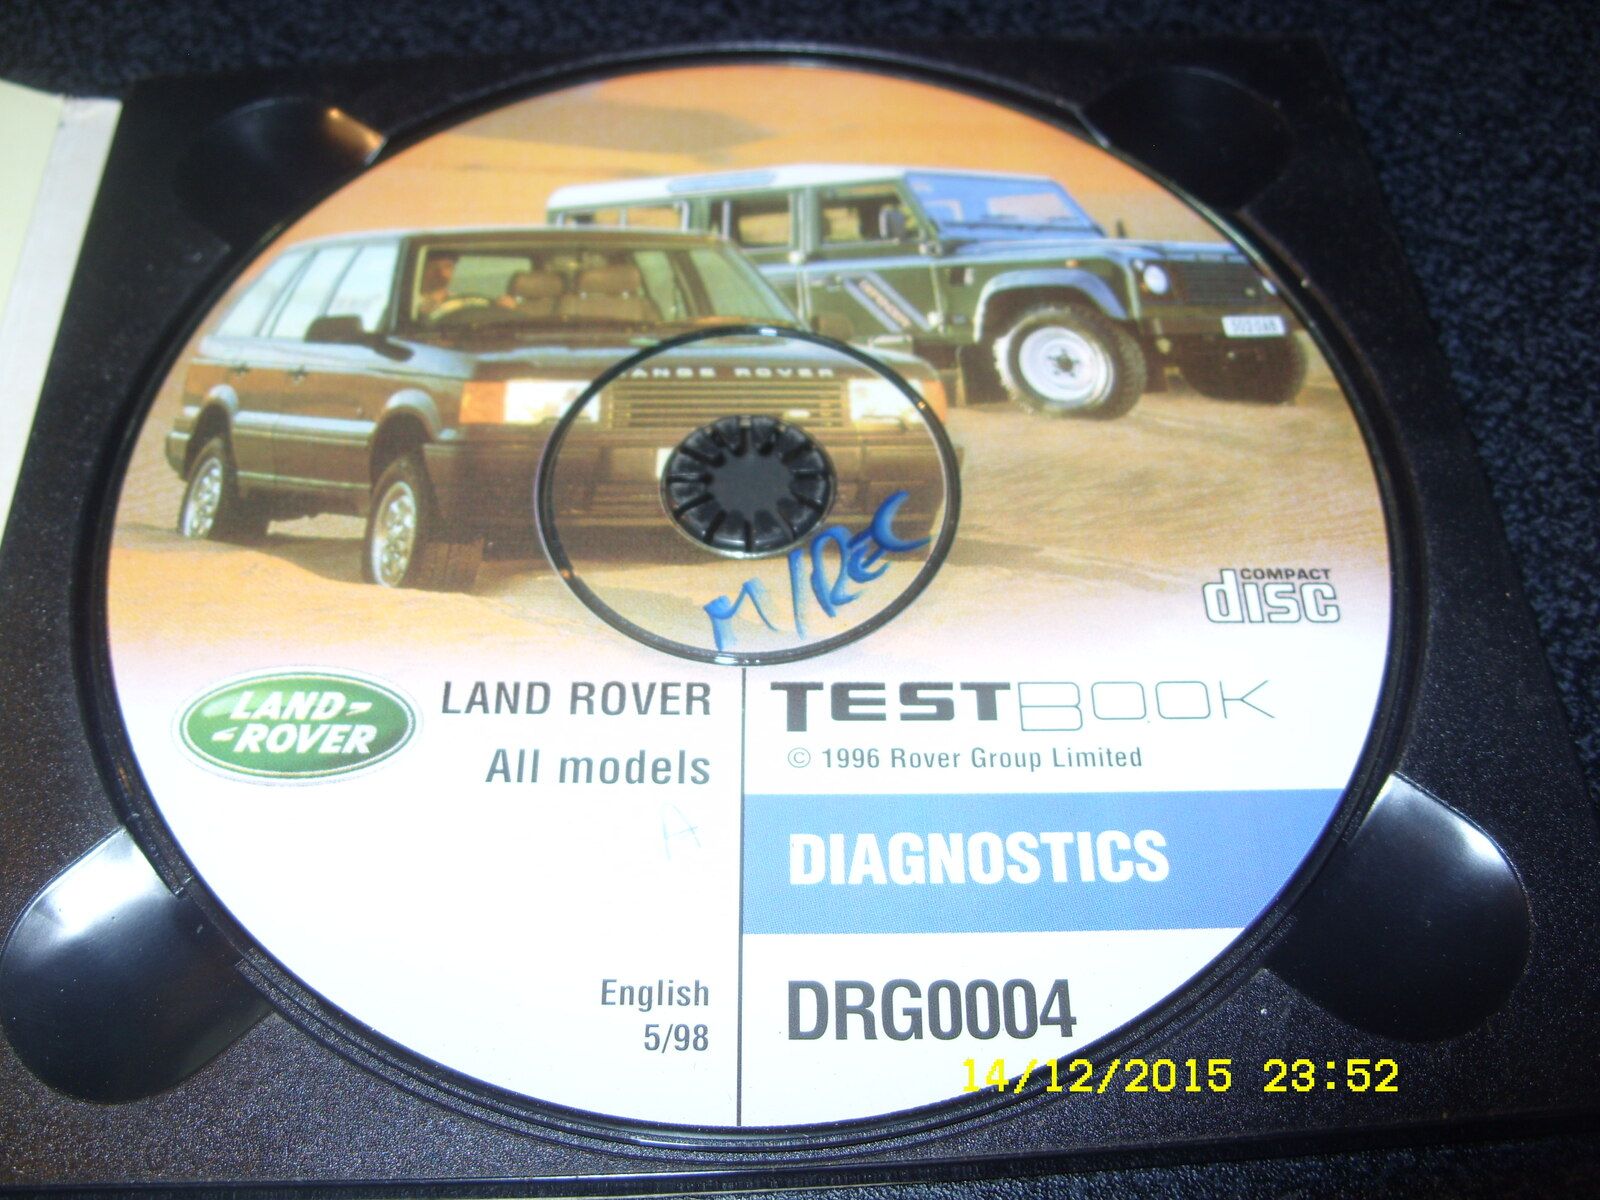 RANGE ROVER
DEFENDER
M/REC
COMPACT
disc
LAND-
-ROVER
LAND ROVER
All models
A
TESTBOOK
© 1996 Rover Group Limited
DIAGNOSTICS
English
5/98
DRG0004
14/12/2015 23:52